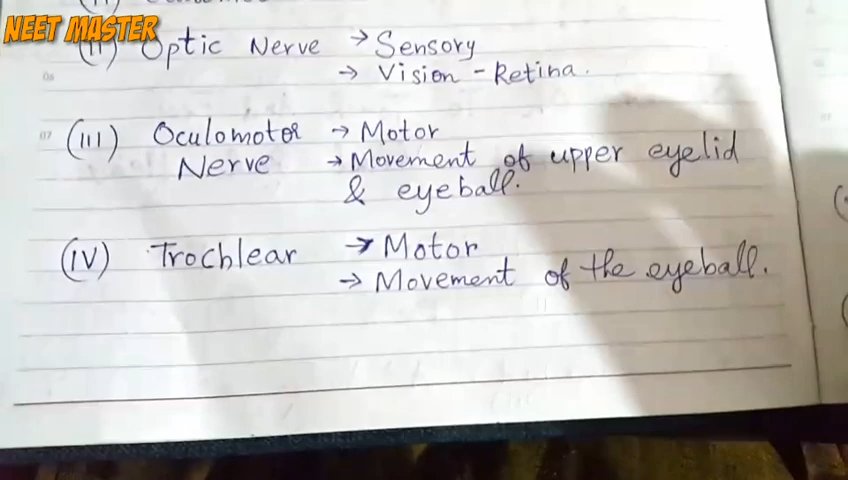 NEET MASTER
(II) Optic Nerve → Sensory
→ Vision - Retina.
(III) Oculomotor → Motor
Nerve → Movement of upper eyelid
& eyeball.
(IV) Trochlear → Motor
→ Movement of the eyeball.